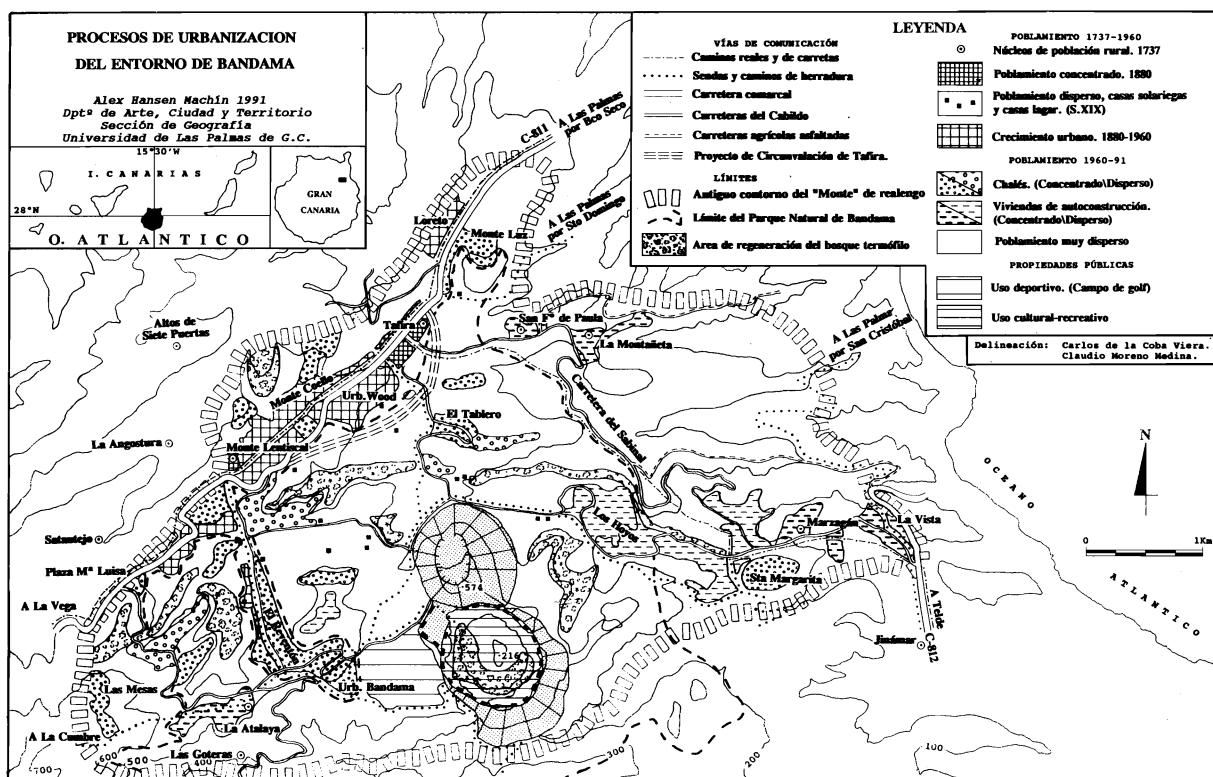 PROCESOS DE URBANIZACION
DEL ENTORNO DE BANDAMA
Alex Hansen Machín 1991
Dptº de Arte, Ciudad y Territorio
Sección de Geografía
Universidad de Las Palmas de G.C.
15°30'W
I. CANARIAS
28°N
O. ATLANTICO
GRAN
CANARIA
LEYENDA
VÍAS DE COMUNICACIÓN
Caminos reales y de carretas
Sendas y caminos de herradura
Carretera comarcal
Carreteras del Cabildo
Carreteras agrícolas asfaltadas
Proyecto de Circunvalación de Tafira.
LÍMITES
Antiguo contorno del "Monte" de realengo
Límite del Parque Natural de Bandama
Area de regeneración del bosque termófilo
POBLAMIENTO 1737-1960
Núcleos de población rural. 1737
Poblamiento concentrado. 1880
Poblamiento disperso, casas solariegas
y casas lagar. (S.XIX)
Crecimiento urbano. 1880-1960
POBLAMIENTO 1960-91
Chalés. (Concentrado\Disperso)
Viviendas de autoconstrucción.
(Concentrado\Disperso)
Poblamiento muy disperso
PROPIEDADES PÚBLICAS
Uso deportivo. (Campo de golf)
Uso cultural-recreativo
Delineación: Carlos de la Coba Viera.
Claudio Moreno Medina.
C-811
A Las Palmas
por Bco Seco
Loreto
Monte Luz
A Las Palmas
por Sto Domingo
Altos de
Siete Puertas
Tafira
San Fº de Paula
La Montañeta
A Las Palmas
por San Cristóbal
Monte Coello
Urb. Wood
El Tablero
Carretera del Sabinal
La Angostura
Monte Lentiscal
N
OCEANO
ATLANTICO
0 1Km
Satautejo
Plaza Mª Luisa
Los Hoyos
Marzagán
La Vista
Sta Margarita
574
216
A La Vega
A Telde
C-812
Jinámar
Las Mesas
Urb. Bandama
La Atalaya
A La Cumbre
Las Goteras
700
600
500
400
300
200
100